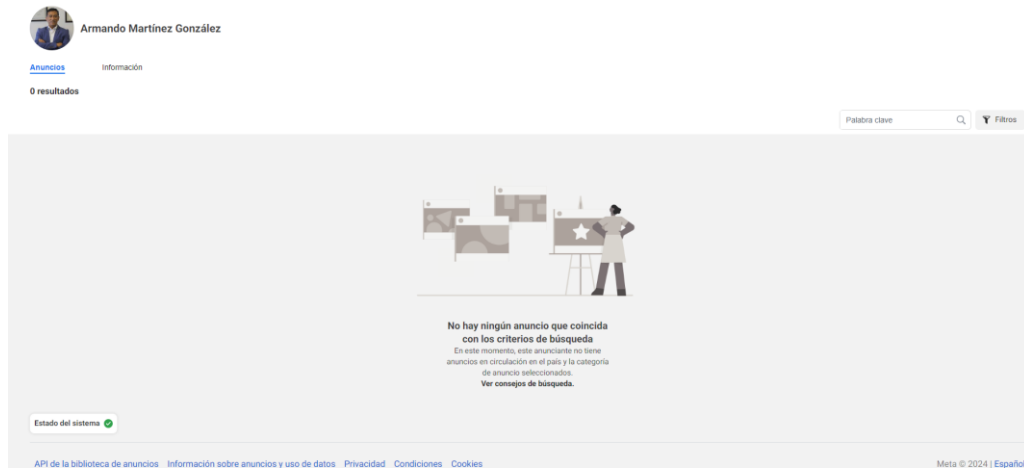 Armando Martínez González
Anuncios Información
0 resultados
Palabra clave Filtros
No hay ningún anuncio que coincida
con los criterios de búsqueda
En este momento, este anunciante no tiene
anuncios en circulación en el país y la categoría
de anuncio seleccionados.
Ver consejos de búsqueda.
Estado del sistema
API de la biblioteca de anuncios Información sobre anuncios y uso de datos Privacidad Condiciones Cookies Meta © 2024 | Español